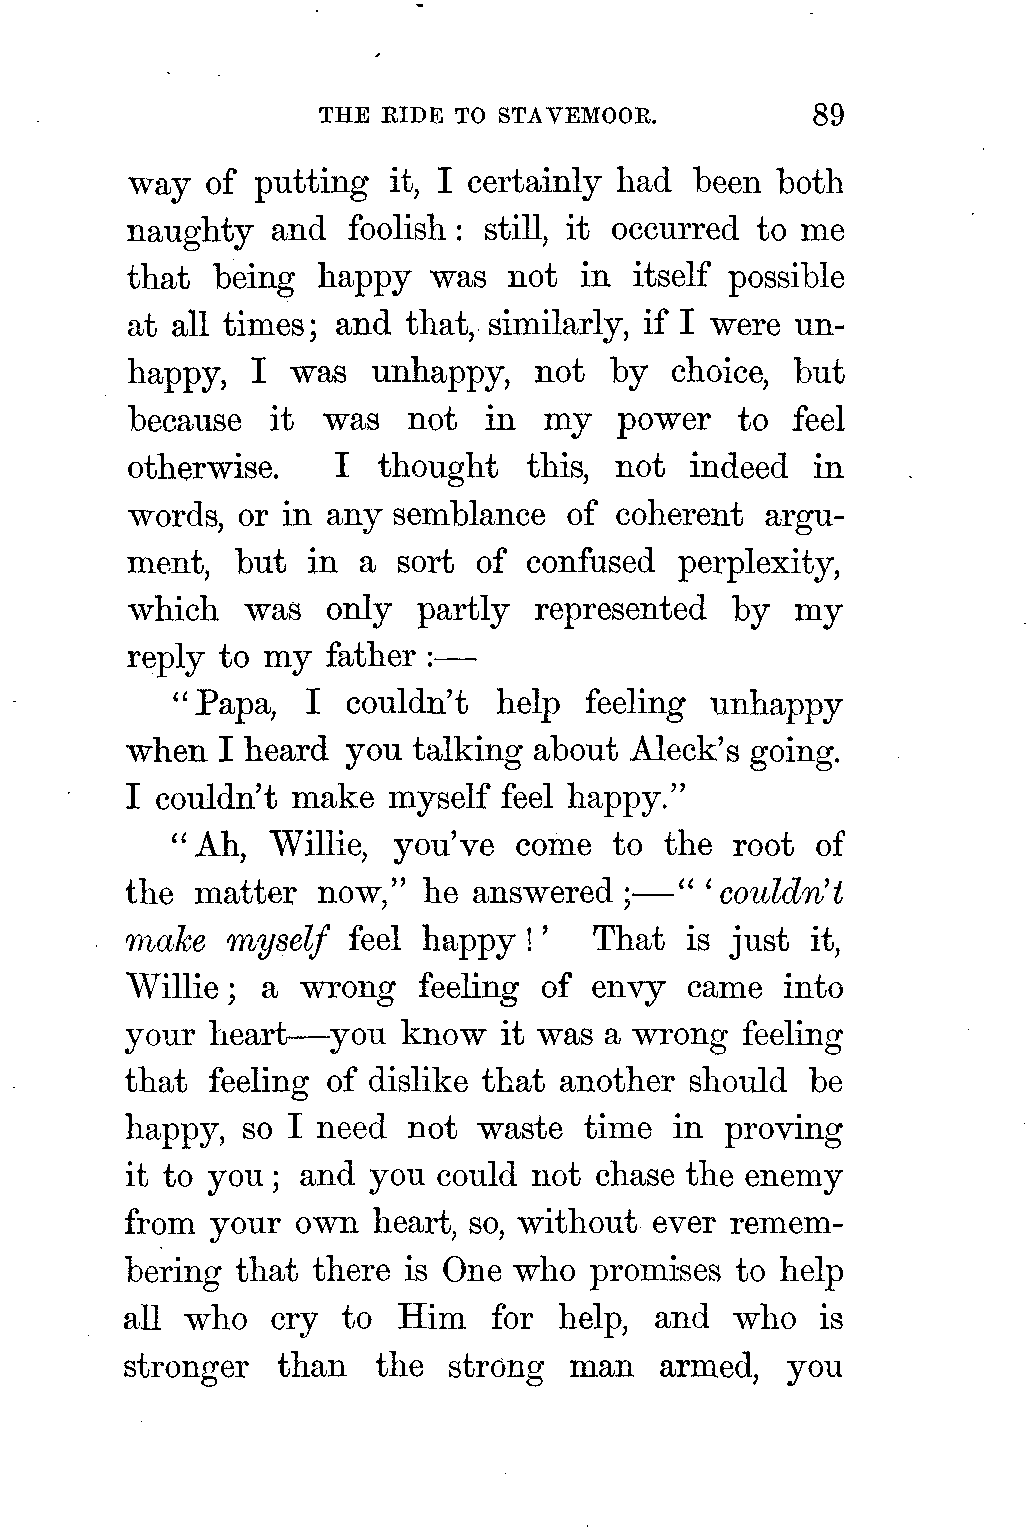 THE RIDE TO STAVEMOOR. 89
way of putting it, I certainly had been both
naughty and foolish : still, it occurred to me
that being happy was not in itself possible
at all times; and that, similarly, if I were un-
happy, I was unhappy, not by choice, but
because it was not in my power to feel
otherwise. I thought this, not indeed in
words, or in any semblance of coherent argu-
ment, but in a sort of confused perplexity,
which was only partly represented by my
reply to my father :—
“Papa, I couldn’t help feeling unhappy
when I heard you talking about Aleck’s going.
I couldn’t make myself feel happy.”
“Ah, Willie, you’ve come to the root of
the matter now,” he answered ;—“ ‘couldn’t
make myself feel happy !’ That is just it,
Willie ; a wrong feeling of envy came into
your heart—you know it was a wrong feeling
that feeling of dislike that another should be
happy, so I need not waste time in proving
it to you ; and you could not chase the enemy
from your own heart, so, without ever remem-
bering that there is One who promises to help
all who cry to Him for help, and who is
stronger than the strong man armed, you